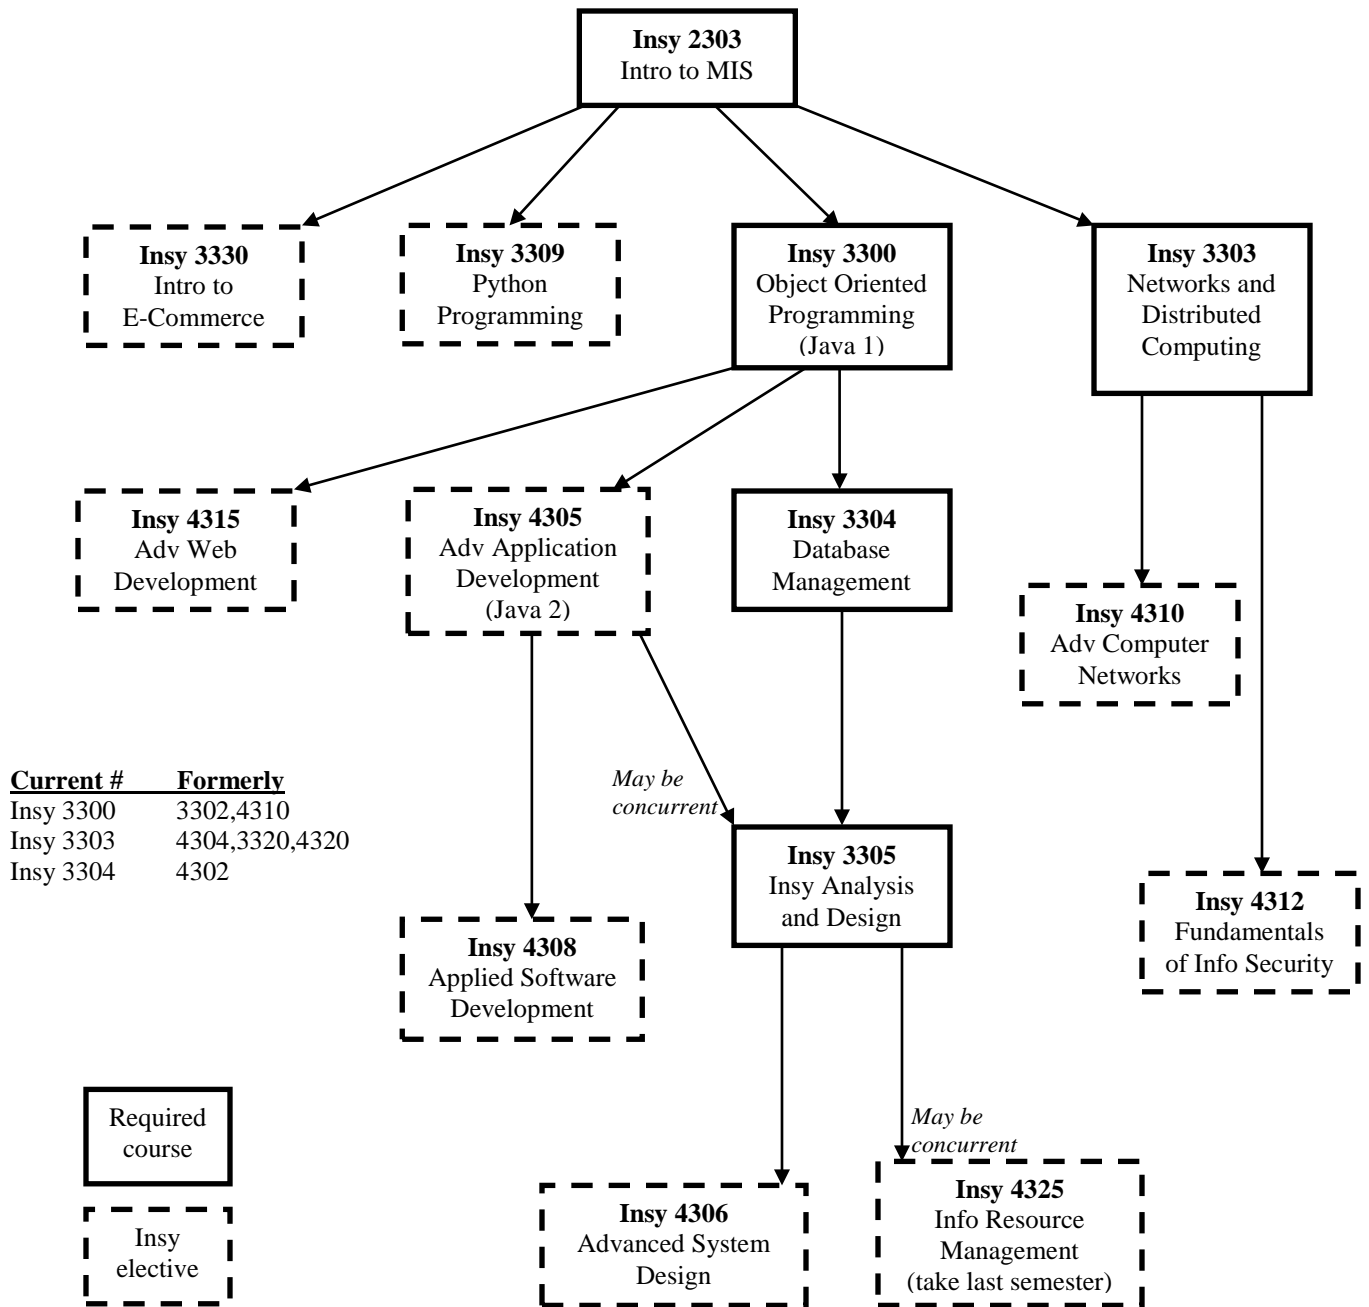 Insy 2303
Intro to MIS
Insy 3330
Intro to
E-Commerce
Insy 3309
Python
Programming
Insy 3300
Object Oriented
Programming
(Java 1)
Insy 3303
Networks and
Distributed
Computing
Insy 4315
Adv Web
Development
Insy 4305
Adv Application
Development
(Java 2)
Insy 3304
Database
Management
Insy 4310
Adv Computer
Networks
Current # Formerly
Insy 3300 3302,4310
Insy 3303 4304,3320,4320
Insy 3304 4302
May be
concurrent
Insy 3305
Insy Analysis
and Design
Insy 4312
Fundamentals
of Info Security
Insy 4308
Applied Software
Development
Required
course
May be
concurrent
Insy 4306
Advanced System
Design
Insy 4325
Info Resource
Management
(take last semester)
Insy
elective